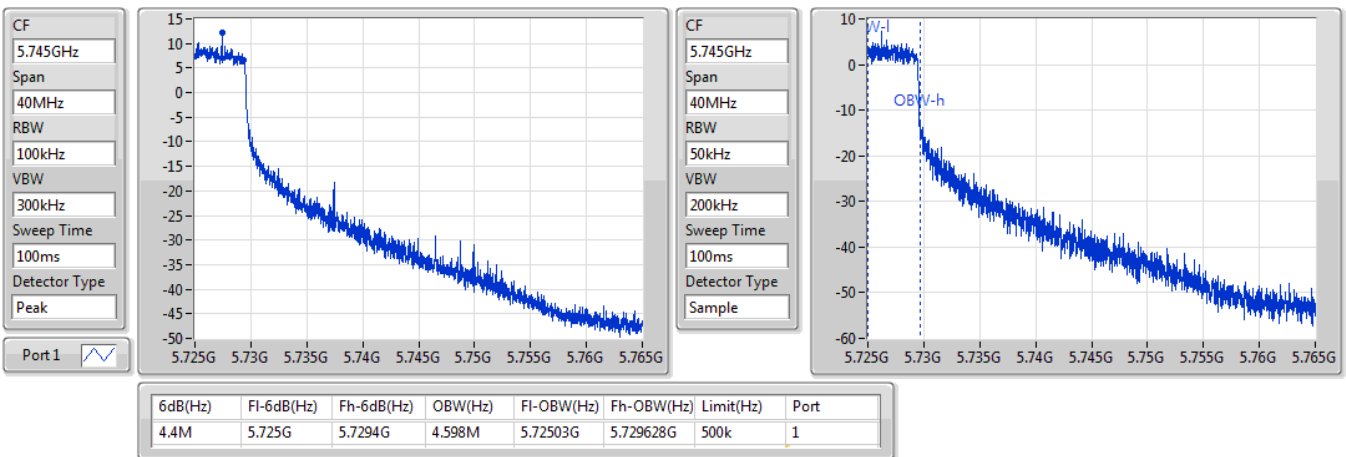 CF
5.745GHz
Span
40MHz
RBW
100kHz
VBW
300kHz
Sweep Time
100ms
Detector Type
Peak
Port 1
15
10
5
0
-5
-10
-15
-20
-25
-30
-35
-40
-45
-50
5.725G 5.73G 5.735G 5.74G 5.745G 5.75G 5.755G 5.76G 5.765G
CF
5.745GHz
Span
40MHz
RBW
50kHz
VBW
200kHz
Sweep Time
100ms
Detector Type
Sample
10
0
-10
-20
-30
-40
-50
-60
W-l
OBW-h
5.725G 5.73G 5.735G 5.74G 5.745G 5.75G 5.755G 5.76G 5.765G
6dB(Hz) Fl-6dB(Hz) Fh-6dB(Hz) OBW(Hz) Fl-OBW(Hz) Fh-OBW(Hz) Limit(Hz) Port
4.4M 5.725G 5.7294G 4.598M 5.72503G 5.729628G 500k 1